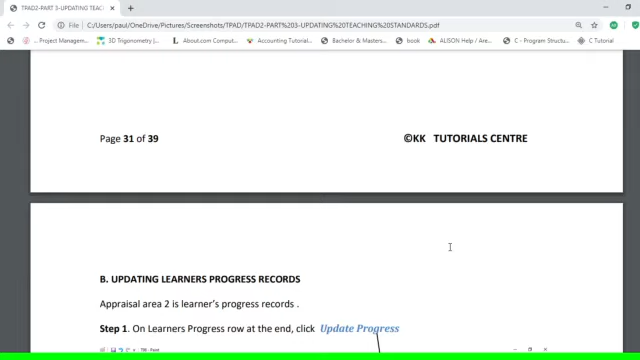 TPAD2-PART 3-UPDATING TEAC
File | C:/Users/paul/OneDrive/Pictures/Screenshots/TPAD/TPAD2-PART%203-UPDATING%20TEACHING%20STANDARDS.pdf
.. Project Managem... 3D Trigonometry |... About.com Comput... Accounting Tutorial... Bachelor & Masters... book ALISON Help / Are... C - Program Structu... C Tutorial
Page 31 of 39 ©KK TUTORIALS CENTRE
B. UPDATING LEARNERS PROGRESS RECORDS
Appraisal area 2 is learner's progress records .
Step 1. On Learners Progress row at the end, click Update Progress